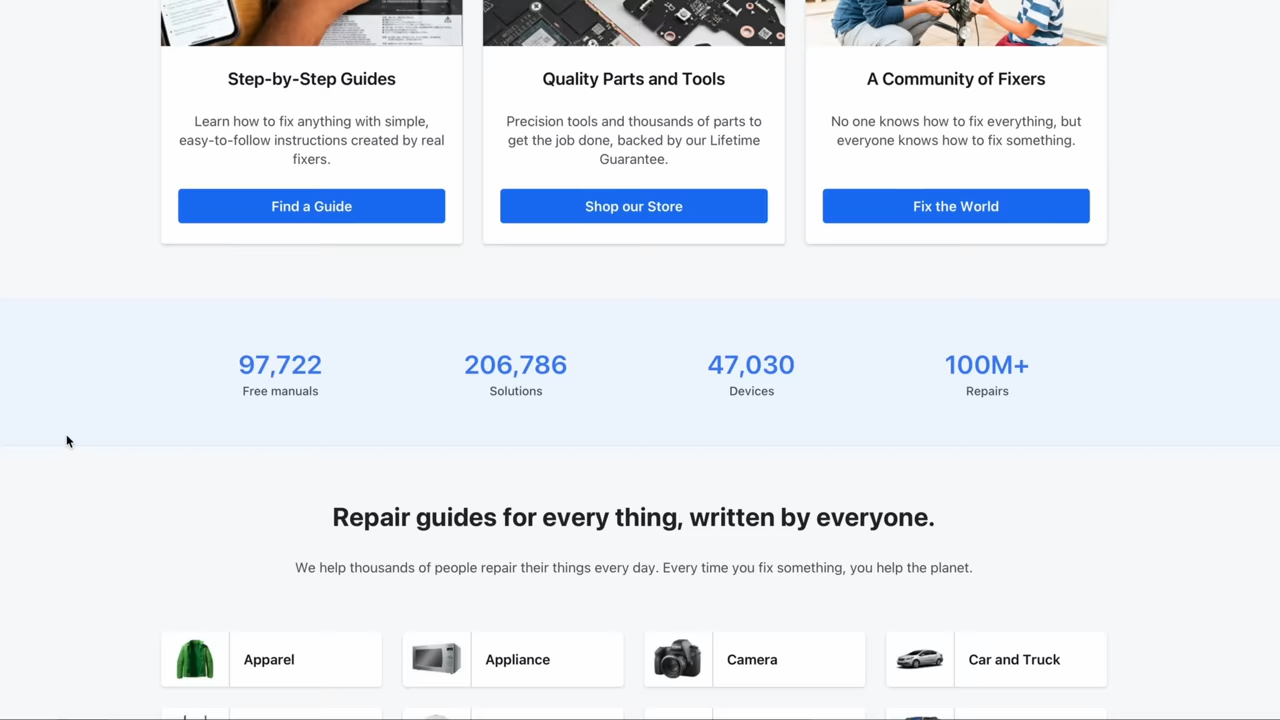 Step-by-Step Guides
Learn how to fix anything with simple,
easy-to-follow instructions created by real
fixers.
Find a Guide
Quality Parts and Tools
Precision tools and thousands of parts to
get the job done, backed by our Lifetime
Guarantee.
Shop our Store
A Community of Fixers
No one knows how to fix everything, but
everyone knows how to fix something.
Fix the World
97,722
Free manuals
206,786
Solutions
47,030
Devices
100M+
Repairs
Repair guides for every thing, written by everyone.
We help thousands of people repair their things every day. Every time you fix something, you help the planet.
Apparel
Appliance
Camera
Car and Truck